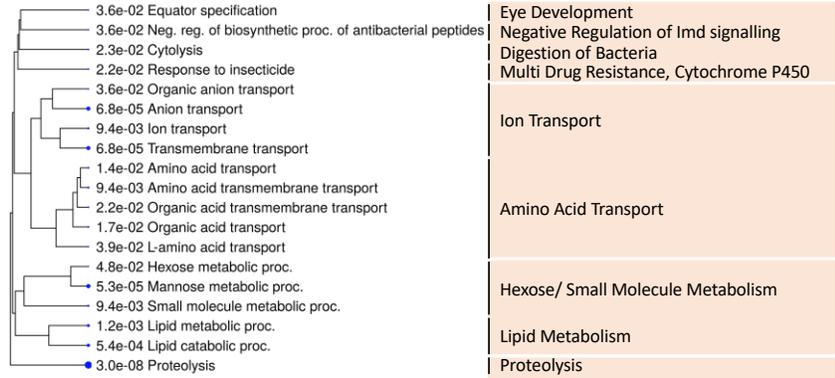 3.6e-02 Equator specification
Eye Development
3.6e-02 Neg. reg. of biosynthetic proc. of antibacterial peptides
Negative Regulation of Imd signalling
2.3e-02 Cytolysis
Digestion of Bacteria
2.2e-02 Response to insecticide
Multi Drug Resistance, Cytochrome P450
3.6e-02 Organic anion transport
6.8e-05 Anion transport
9.4e-03 Ion transport
6.8e-05 Transmembrane transport
Ion Transport
1.4e-02 Amino acid transport
9.4e-03 Amino acid transmembrane transport
2.2e-02 Organic acid transmembrane transport
1.7e-02 Organic acid transport
3.9e-02 L-amino acid transport
Amino Acid Transport
4.8e-02 Hexose metabolic proc.
5.3e-05 Mannose metabolic proc.
9.4e-03 Small molecule metabolic proc.
Hexose/ Small Molecule Metabolism
1.2e-03 Lipid metabolic proc.
5.4e-04 Lipid catabolic proc.
Lipid Metabolism
3.0e-08 Proteolysis
Proteolysis